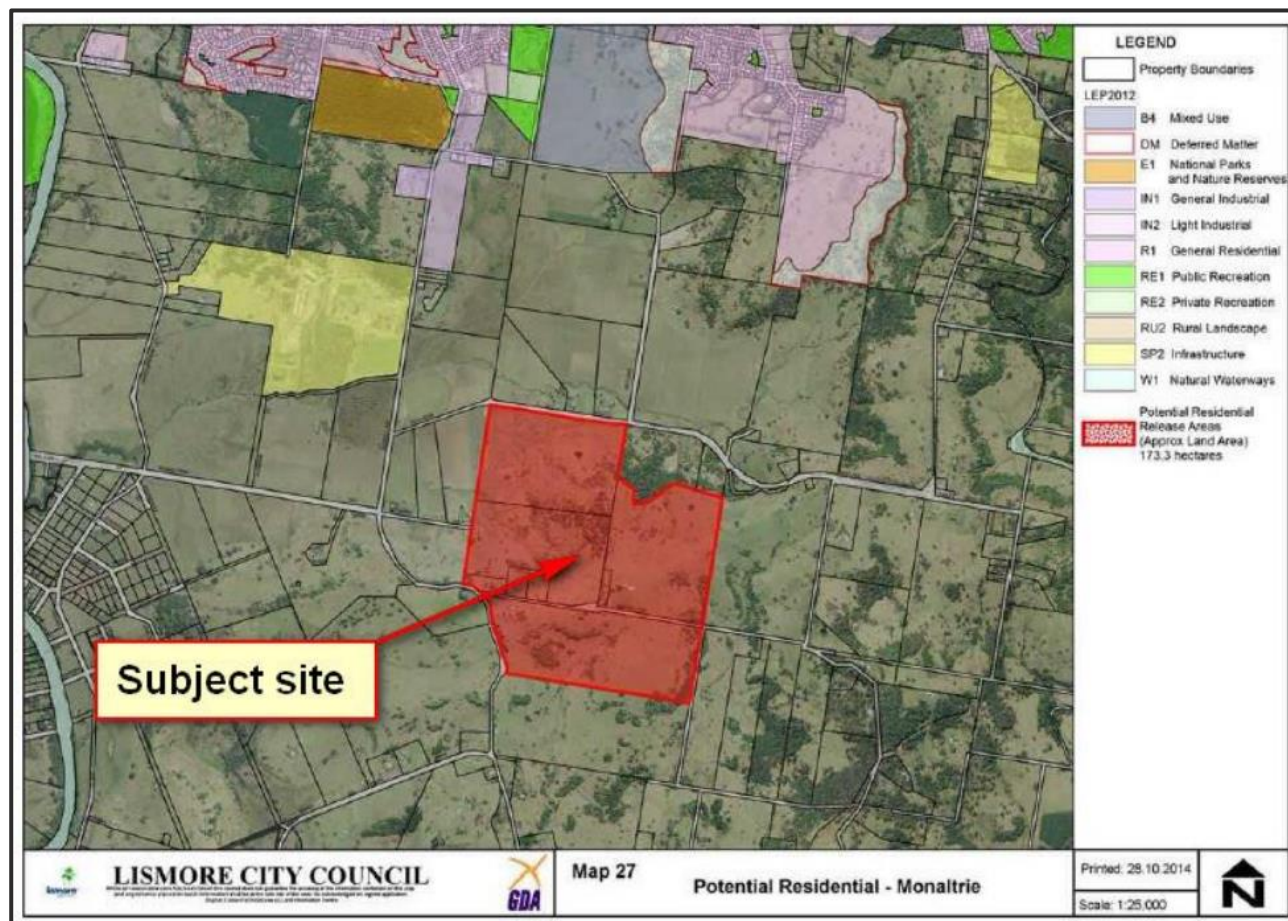 LEGEND
Property Boundaries
LEP2012
B4 Mixed Use
DM Deferred Matter
E1 National Parks
and Nature Reserves
IN1 General Industrial
IN2 Light Industrial
R1 General Residential
RE1 Public Recreation
RE2 Private Recreation
RU2 Rural Landscape
SP2 Infrastructure
W1 Natural Waterways
Potential Residential
Release Areas
(Approx Land Area)
173.3 hectares
Subject site
lismore
LISMORE CITY COUNCIL
GDA
Map 27
Potential Residential - Monaltrie
Printed: 28.10.2014
Scale: 1:25,000
N